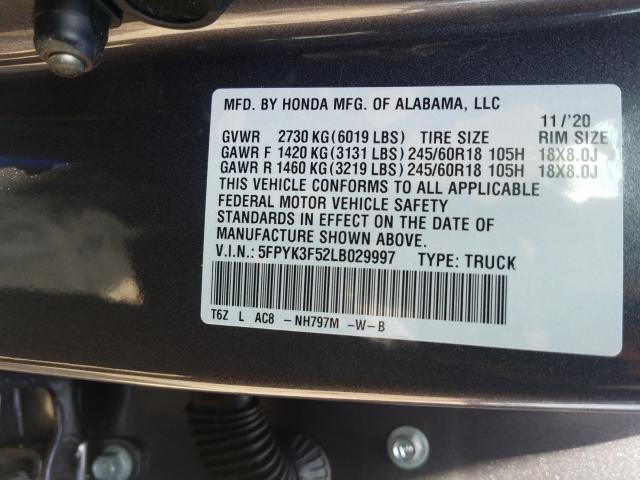 MFD. BY HONDA MFG. OF ALABAMA, LLC
11/'20
GVWR 2730 KG (6019 LBS) TIRE SIZE RIM SIZE
GAWR F 1420 KG (3131 LBS) 245/60R18 105H 18X8.0J
GAWR R 1460 KG (3219 LBS) 245/60R18 105H 18X8.0J
THIS VEHICLE CONFORMS TO ALL APPLICABLE
FEDERAL MOTOR VEHICLE SAFETY
STANDARDS IN EFFECT ON THE DATE OF
MANUFACTURE SHOWN ABOVE.
V.I.N.: 5FPYK3F52LB029997 TYPE: TRUCK
T6Z L AC8 - NH797M -W-B